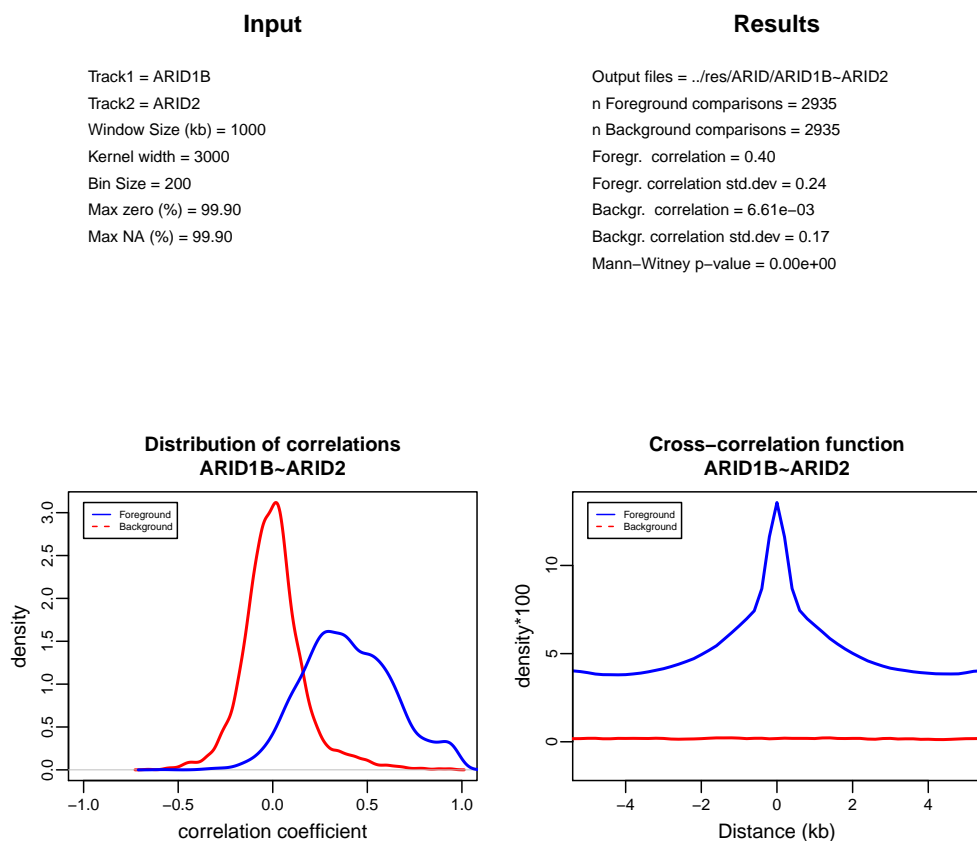 Input
Track1 = ARID1B
Track2 = ARID2
Window Size (kb) = 1000
Kernel width = 3000
Bin Size = 200
Max zero (%) = 99.90
Max NA (%) = 99.90
Results
Output files = ../res/ARID/ARID1B~ARID2
n Foreground comparisons = 2935
n Background comparisons = 2935
Foregr.  correlation = 0.40
Foregr. correlation std.dev = 0.24
Backgr.  correlation = 6.61e−03
Backgr. correlation std.dev = 0.17
Mann−Witney p−value = 0.00e+00
Distribution of correlations
ARID1B~ARID2
Foreground
Background
density
0.0 0.5 1.0 1.5 2.0 2.5 3.0
−1.0 −0.5 0.0 0.5 1.0
correlation coefficient
Cross−correlation function
ARID1B~ARID2
Foreground
Background
density*100
0 5 10
−4 −2 0 2 4
Distance (kb)